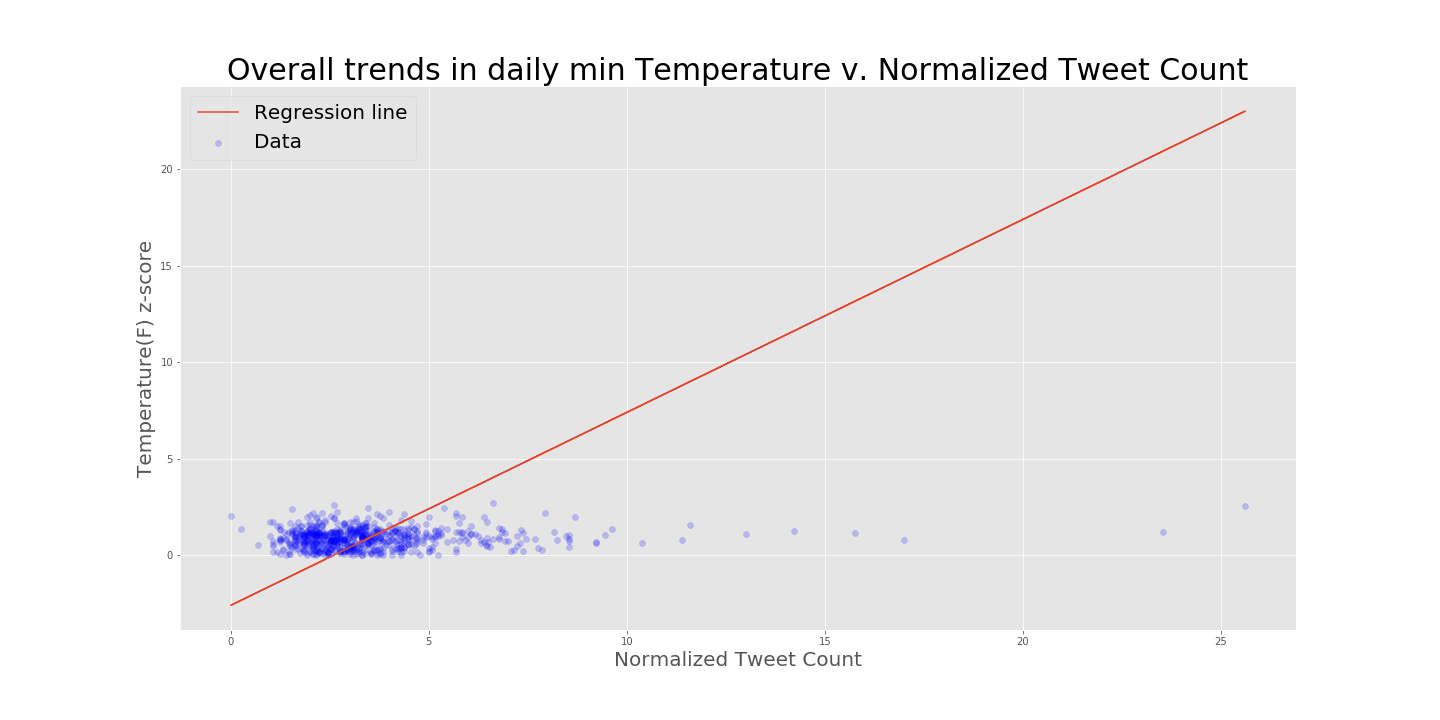 Overall trends in daily min Temperature v. Normalized Tweet Count
Regression line
Data
Temperature(F) z-score
20
15
10
5
0
0 5 10 15 20 25
Normalized Tweet Count